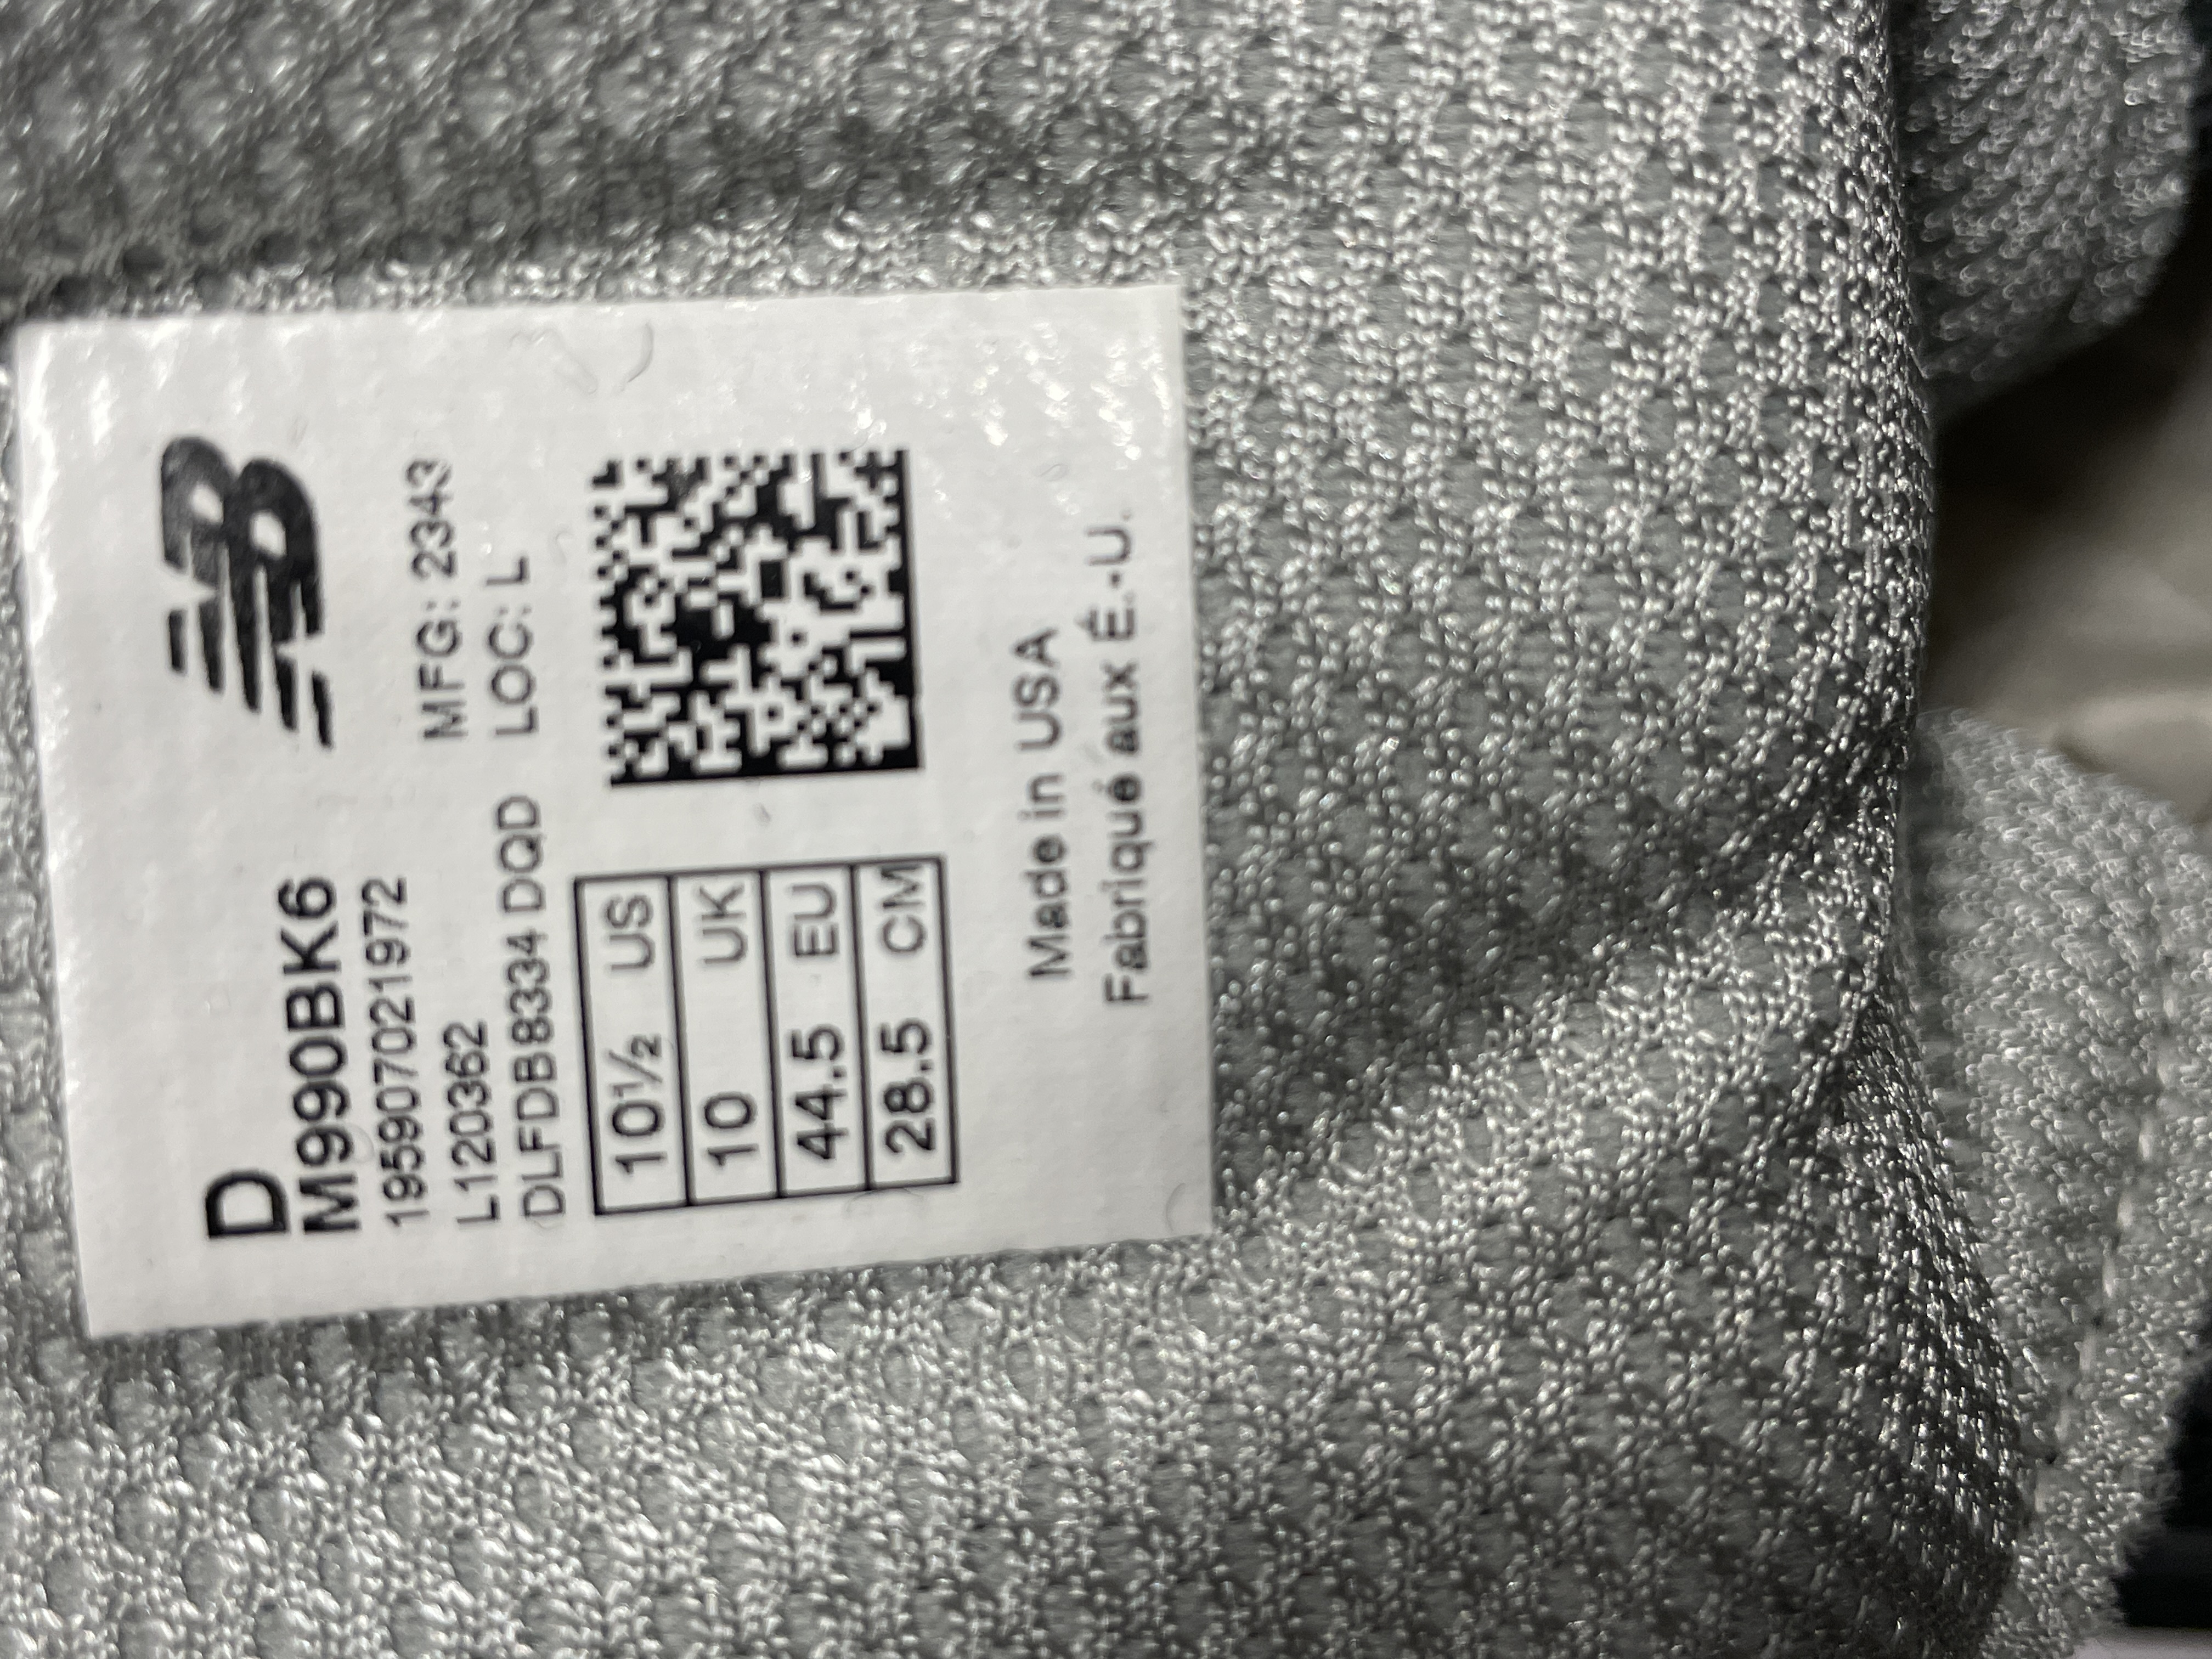 D
M990BK6
195907021972 MFG: 2343
L120362 LOC: L
DLFDB8334 DQD
10½ US
10 UK
44.5 EU
28.5 CM
Made in USA
Fabriqué aux É.-U.